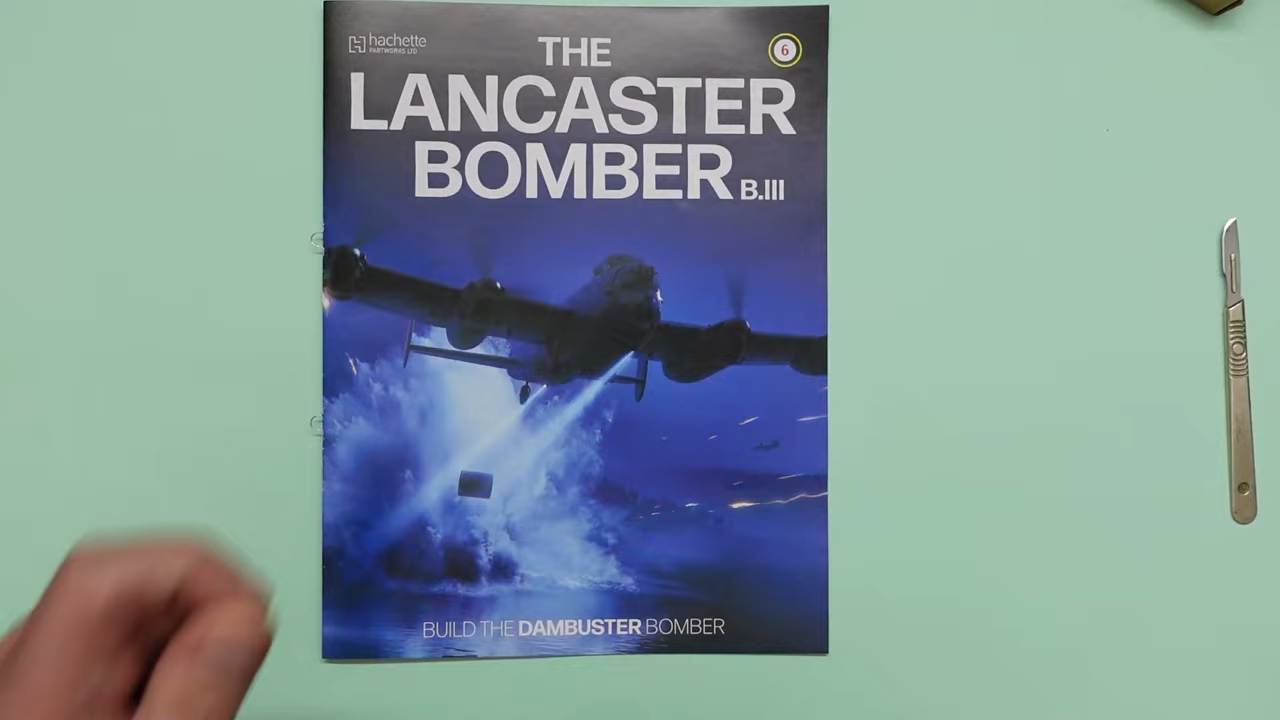 hachette
PARTWORKS LTD
6
THE
LANCASTER
BOMBER B.III
BUILD THE DAMBUSTER BOMBER